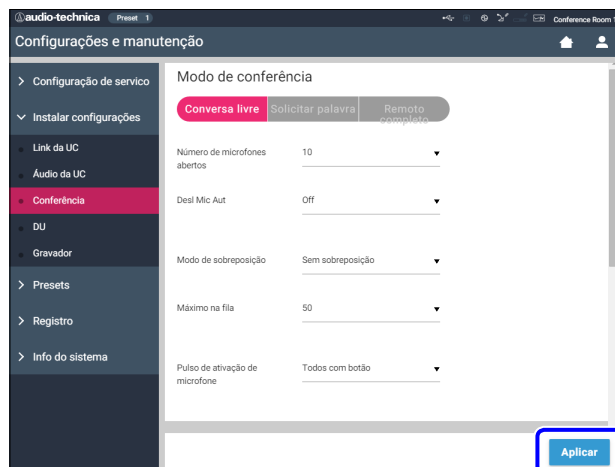 audio-technica Preset 1 Conference Room 1
Configurações e manutenção
Configuração de servico
Instalar configurações
Link da UC
Áudio da UC
Conferência
DU
Gravador
Presets
Registro
Info do sistema
Modo de conferência
Conversa livre Solicitar palavra Remoto
completo
Número de microfones 10
abertos
Desl Mic Aut Off
Modo de sobreposição Sem sobreposição
Máximo na fila 50
Pulso de ativação de Todos com botão
microfone
Aplicar